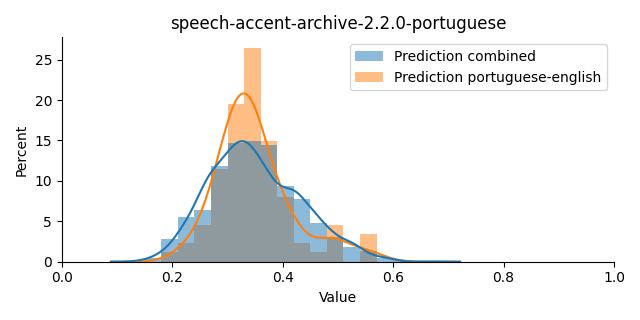 speech-accent-archive-2.2.0-portuguese
Prediction combined
Prediction portuguese-english
Percent
25
20
15
10
5
0
0.0 0.2 0.4 0.6 0.8 1.0
Value